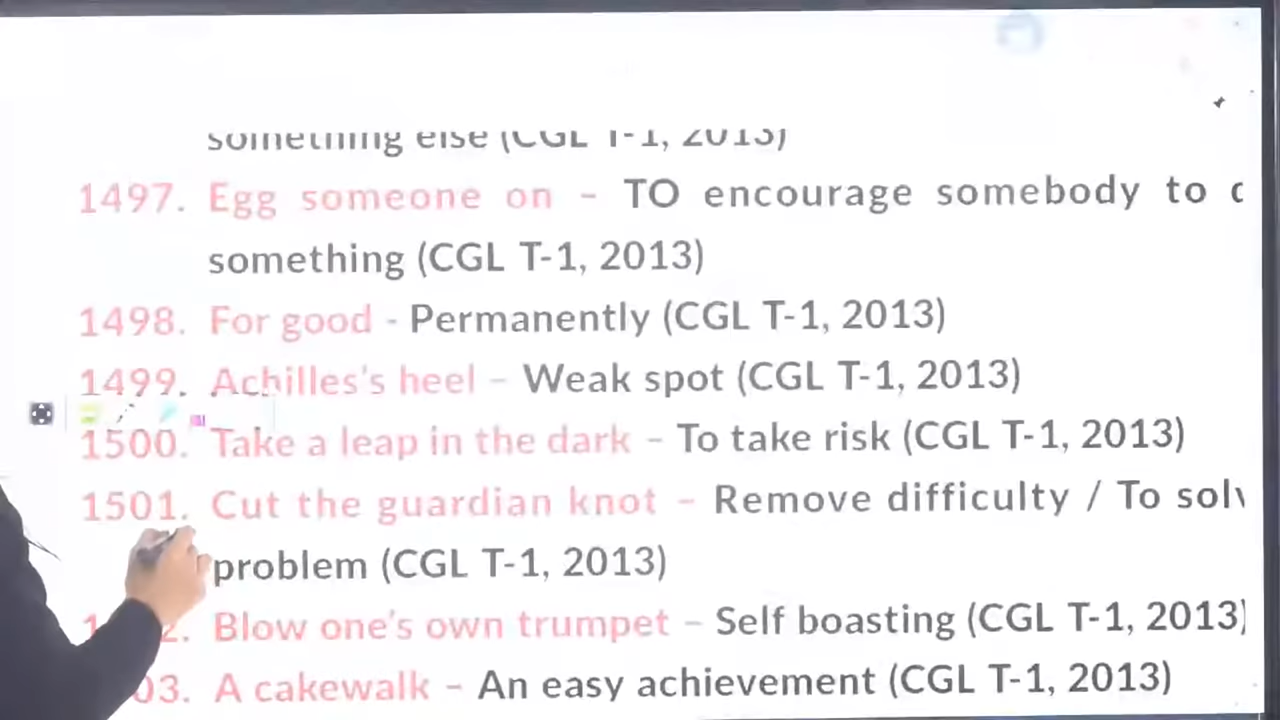 something else (CGL T-1, 2013)
1497. Egg someone on – TO encourage somebody to
something (CGL T-1, 2013)
1498. For good - Permanently (CGL T-1, 2013)
1499. Achilles's heel – Weak spot (CGL T-1, 2013)
1500. Take a leap in the dark – To take risk (CGL T-1, 2013)
1501. Cut the guardian knot – Remove difficulty / To
problem (CGL T-1, 2013)
Blow one's own trumpet – Self boasting (CGL T-1, 2013)
03. A cakewalk – An easy achievement (CGL T-1, 2013)